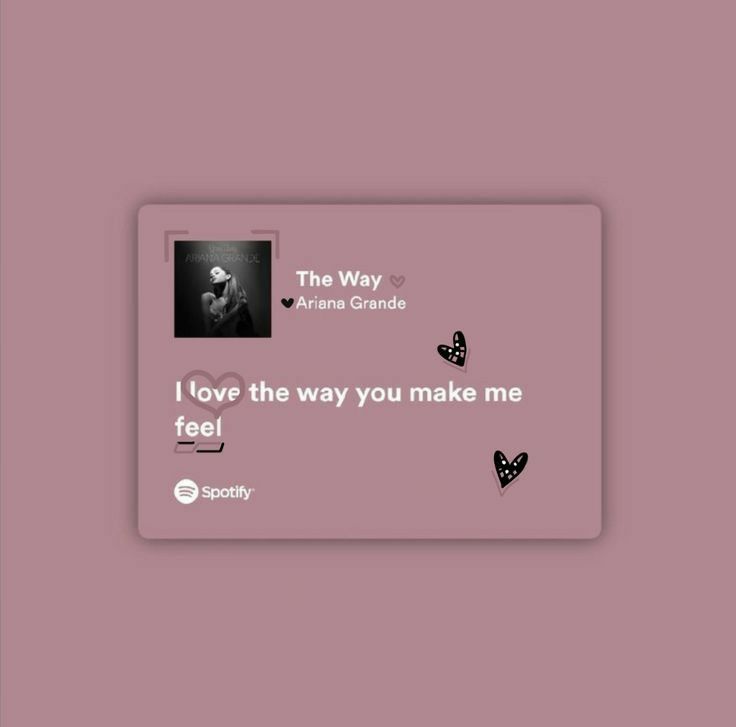 Yours Truly
ARIANA GRANDE
The Way
Ariana Grande
I love the way you make me
feel
Spotify